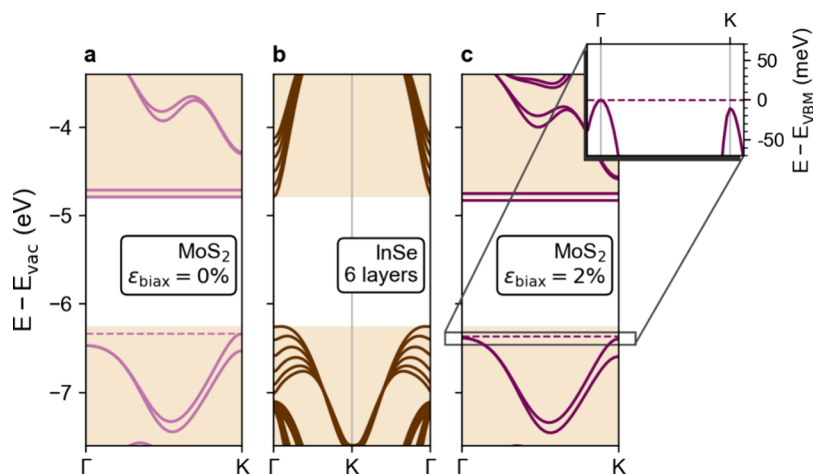 Γ K
a b c
50
0
-50
E − E_VBM (meV)
−4
−5
−6
−7
E − E_vac (eV)
MoS₂
ε_biax = 0%
InSe
6 layers
MoS₂
ε_biax = 2%
Γ K Γ K Γ Γ K